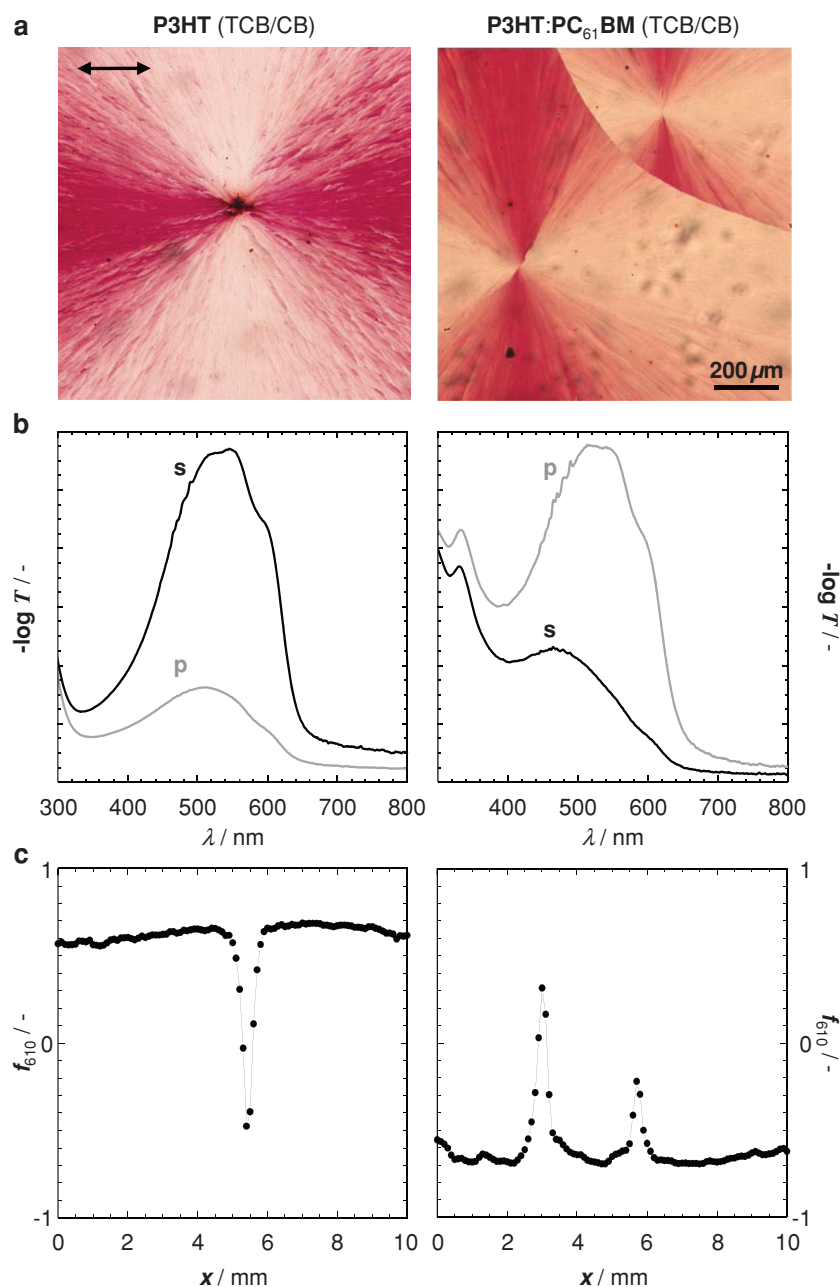 a
P3HT (TCB/CB)
P3HT:PC61BM (TCB/CB)
200 µm
b
s
p
p
s
-log T / -
-log T / -
300 400 500 600 700 800
400 500 600 700 800
λ / nm
λ / nm
c
1
0
-1
1
0
-1
f610 / -
f610 / -
0 2 4 6 8 10
0 2 4 6 8 10
x / mm
x / mm